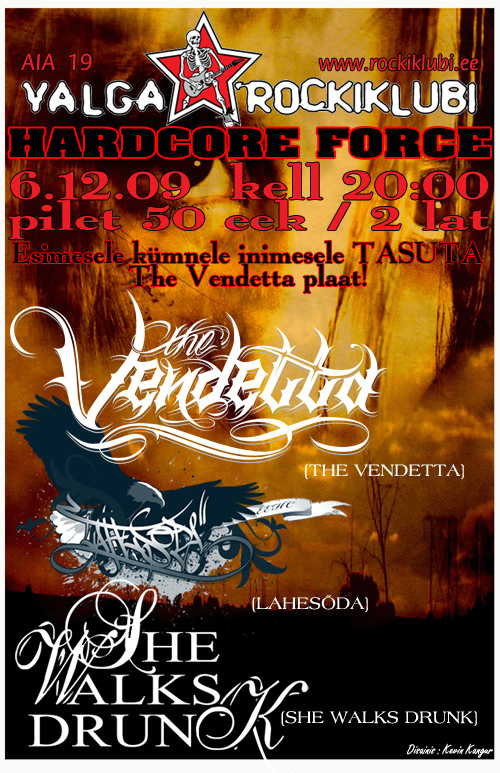 AIA 19
www.rockiklubi.ee
VALGA ROCKIKLUBI
HARDCORE FORCE
6.12.09 kell 20:00
pilet 50 eek / 2 lat
Esimesele kümnele inimesele TASUTA
The Vendetta plaat!
the Vendetta
(THE VENDETTA)
(LAHESÕDA)
SHE
WALKS
DRUNK
(SHE WALKS DRUNK)
Disainis : Kevin Kangur